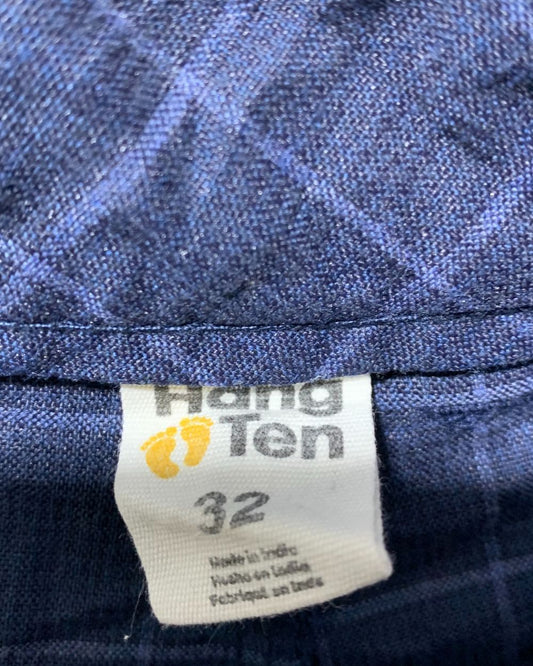 Hang
Ten
32
Made in India
Hecho en India
Fabriqué en Inde